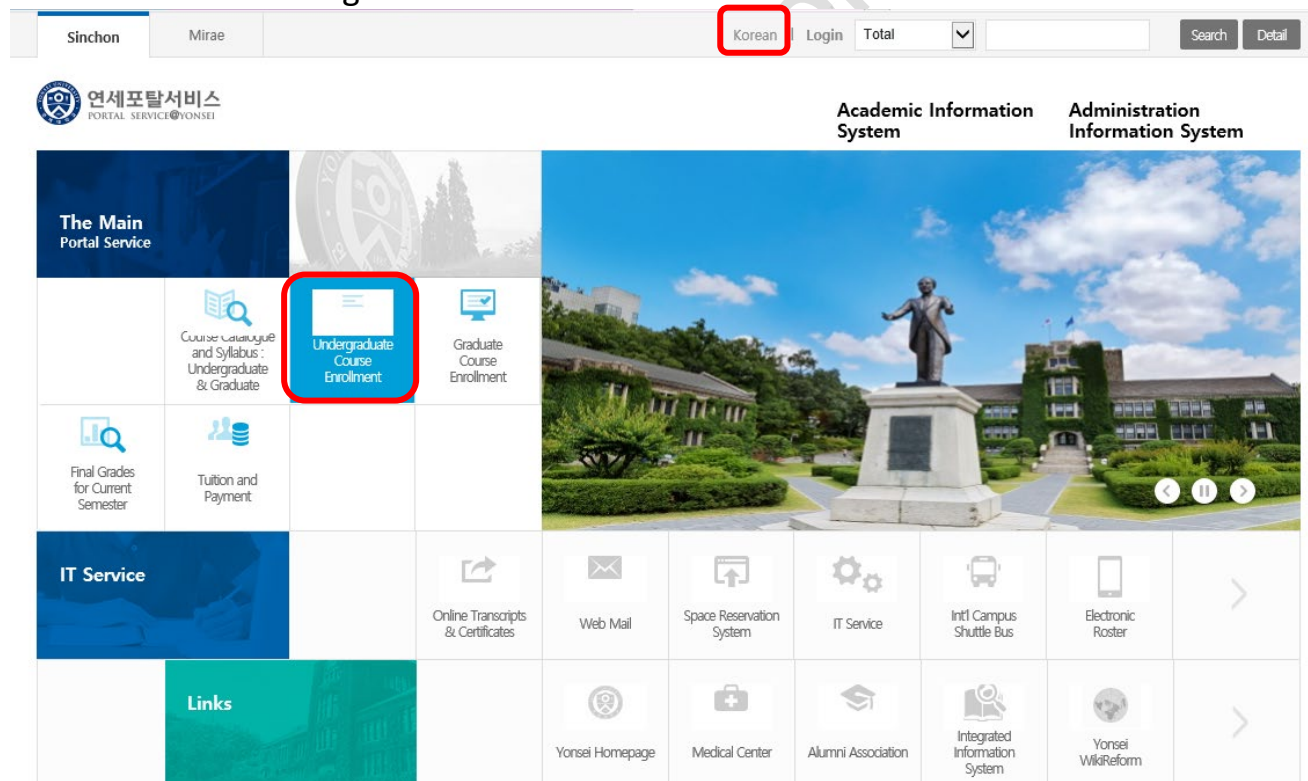 Sinchon
Mirae
Korean
Login
Total
Search
Detail
연세포탈서비스
PORTAL SERVICE@YONSEI
Academic Information
System
Administration
Information System
The Main
Portal Service
Course Catalogue
and Syllabus :
Undergraduate
& Graduate
Undergraduate
Course
Enrollment
Graduate
Course
Enrollment
Final Grades
for Current
Semester
Tuition and
Payment
IT Service
Online Transcripts
& Certificates
Web Mail
Space Reservation
System
IT Service
Int'l Campus
Shuttle Bus
Electronic
Roster
Links
Yonsei Homepage
Medical Center
Alumni Association
Integrated
Information
System
Yonsei
WikiReform